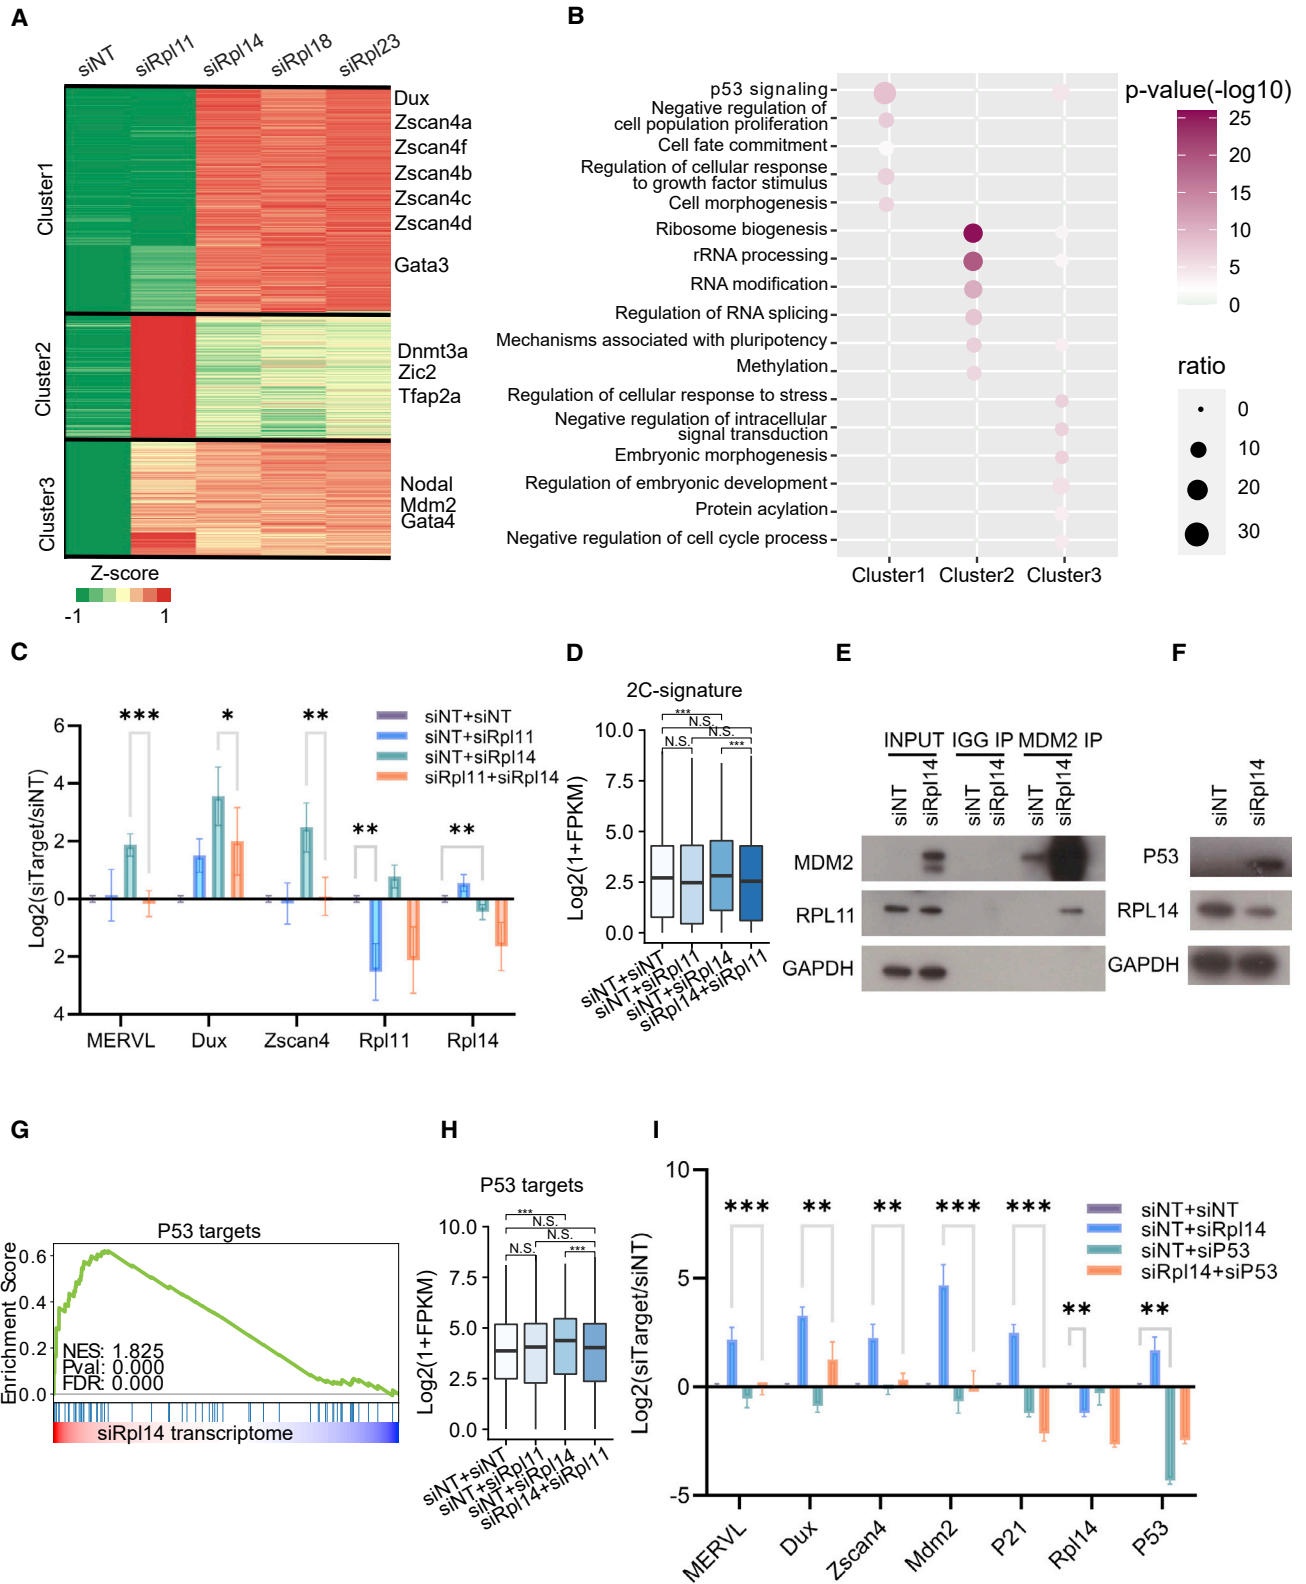 A
siNT
siRpl11
siRpl14
siRpl18
siRpl23
Cluster1
Dux
Zscan4a
Zscan4f
Zscan4b
Zscan4c
Zscan4d
Gata3
Cluster2
Dnmt3a
Zic2
Tfap2a
Cluster3
Nodal
Mdm2
Gata4
Z-score
-1
1
B
p53 signaling
Negative regulation of
cell population proliferation
Cell fate commitment
Regulation of cellular response
to growth factor stimulus
Cell morphogenesis
Ribosome biogenesis
rRNA processing
RNA modification
Regulation of RNA splicing
Mechanisms associated with pluripotency
Methylation
Regulation of cellular response to stress
Negative regulation of intracellular
signal transduction
Embryonic morphogenesis
Regulation of embryonic development
Protein acylation
Negative regulation of cell cycle process
Cluster1
Cluster2
Cluster3
p-value(-log10)
25
20
15
10
5
0
ratio
0
10
20
30
C
Log2(siTarget/siNT)
6
4
2
0
2
4
***
*
**
**
**
siNT+siNT
siNT+siRpl11
siNT+siRpl14
siRpl11+siRpl14
MERVL
Dux
Zscan4
Rpl11
Rpl14
D
2C-signature
Log2(1+FPKM)
10.0
7.5
5.0
2.5
0.0
***
N.S.
N.S.
N.S.
***
siNT+siNT
siNT+siRpl11
siNT+siRpl14
siRpl14+siRpl11
E
INPUT
IGG IP
MDM2 IP
siNT
siRpl14
siNT
siRpl14
siNT
siRpl14
MDM2
RPL11
GAPDH
F
siNT
siRpl14
P53
RPL14
GAPDH
G
P53 targets
Enrichment Score
0.6
0.4
0.2
0.0
NES: 1.825
Pval: 0.000
FDR: 0.000
siRpl14 transcriptome
H
P53 targets
Log2(1+FPKM)
10.0
7.5
5.0
2.5
0.0
***
N.S.
N.S.
N.S.
***
siNT+siNT
siNT+siRpl11
siNT+siRpl14
siRpl14+siRpl11
I
Log2(siTarget/siNT)
10
5
0
-5
***
**
**
***
***
**
**
siNT+siNT
siNT+siRpl14
siNT+siP53
siRpl14+siP53
MERVL
Dux
Zscan4
Mdm2
P21
Rpl14
P53